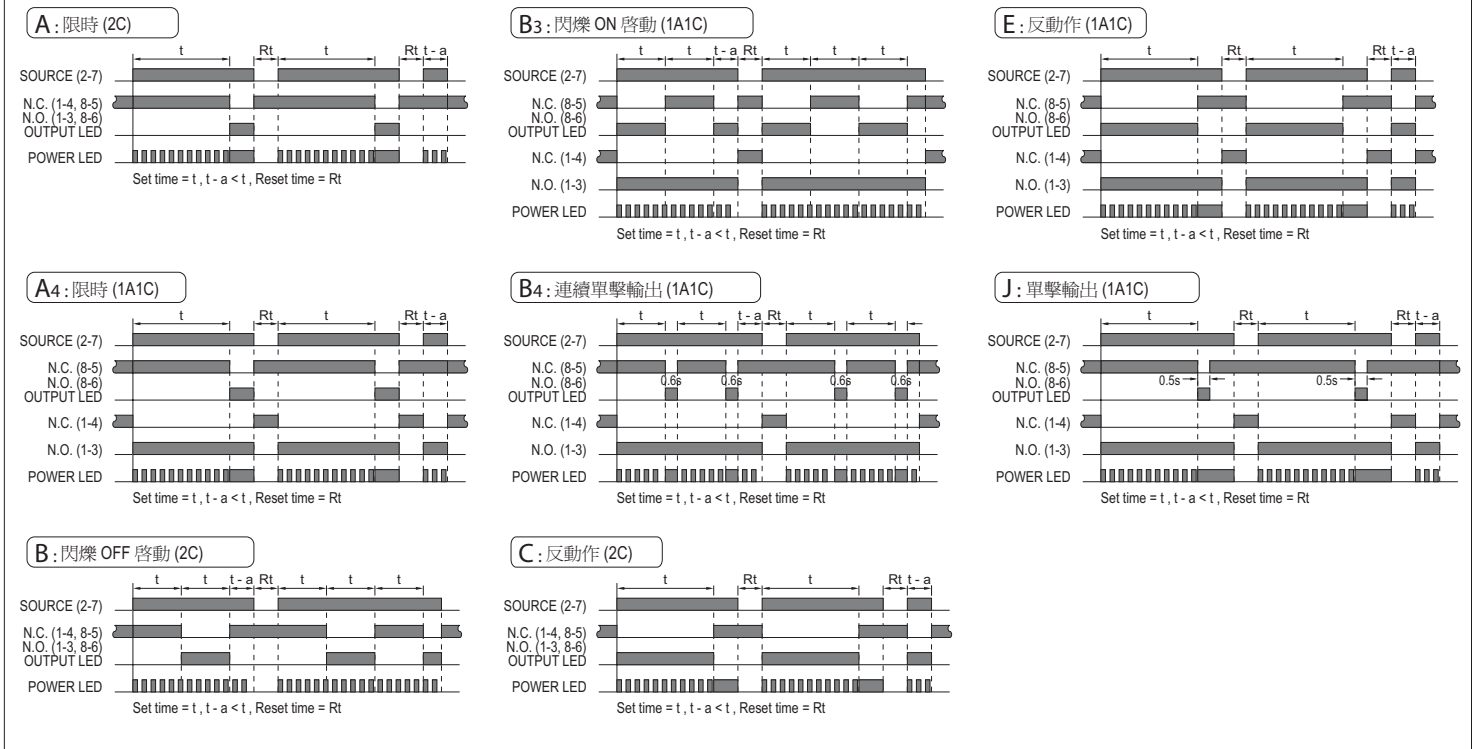 A : 限時 (2C)
t Rt t Rt t - a
SOURCE (2-7)
N.C. (1-4, 8-5)
N.O. (1-3, 8-6)
OUTPUT LED
POWER LED
Set time = t , t - a < t , Reset time = Rt
B3 : 閃爍 ON 啓動 (1A1C)
t t t - a Rt t t t
SOURCE (2-7)
N.C. (8-5)
N.O. (8-6)
OUTPUT LED
N.C. (1-4)
N.O. (1-3)
POWER LED
Set time = t , t - a < t , Reset time = Rt
E : 反動作 (1A1C)
t Rt t Rt t - a
SOURCE (2-7)
N.C. (8-5)
N.O. (8-6)
OUTPUT LED
N.C. (1-4)
N.O. (1-3)
POWER LED
Set time = t , t - a < t , Reset time = Rt
A4 : 限時 (1A1C)
t Rt t Rt t - a
SOURCE (2-7)
N.C. (8-5)
N.O. (8-6)
OUTPUT LED
N.C. (1-4)
N.O. (1-3)
POWER LED
Set time = t , t - a < t , Reset time = Rt
B4 : 連續單擊輸出 (1A1C)
t t t - a Rt t t
SOURCE (2-7)
N.C. (8-5)
N.O. (8-6)
0.6s 0.6s 0.6s 0.6s
OUTPUT LED
N.C. (1-4)
N.O. (1-3)
POWER LED
Set time = t , t - a < t , Reset time = Rt
J : 單擊輸出 (1A1C)
t Rt t Rt t - a
SOURCE (2-7)
N.C. (8-5)
N.O. (8-6)
0.5s 0.5s
OUTPUT LED
N.C. (1-4)
N.O. (1-3)
POWER LED
Set time = t , t - a < t , Reset time = Rt
B : 閃爍 OFF 啓動 (2C)
t t t - a Rt t t t
SOURCE (2-7)
N.C. (1-4, 8-5)
N.O. (1-3, 8-6)
OUTPUT LED
POWER LED
Set time = t , t - a < t , Reset time = Rt
C : 反動作 (2C)
t Rt t Rt t - a
SOURCE (2-7)
N.C. (1-4, 8-5)
N.O. (1-3, 8-6)
OUTPUT LED
POWER LED
Set time = t , t - a < t , Reset time = Rt